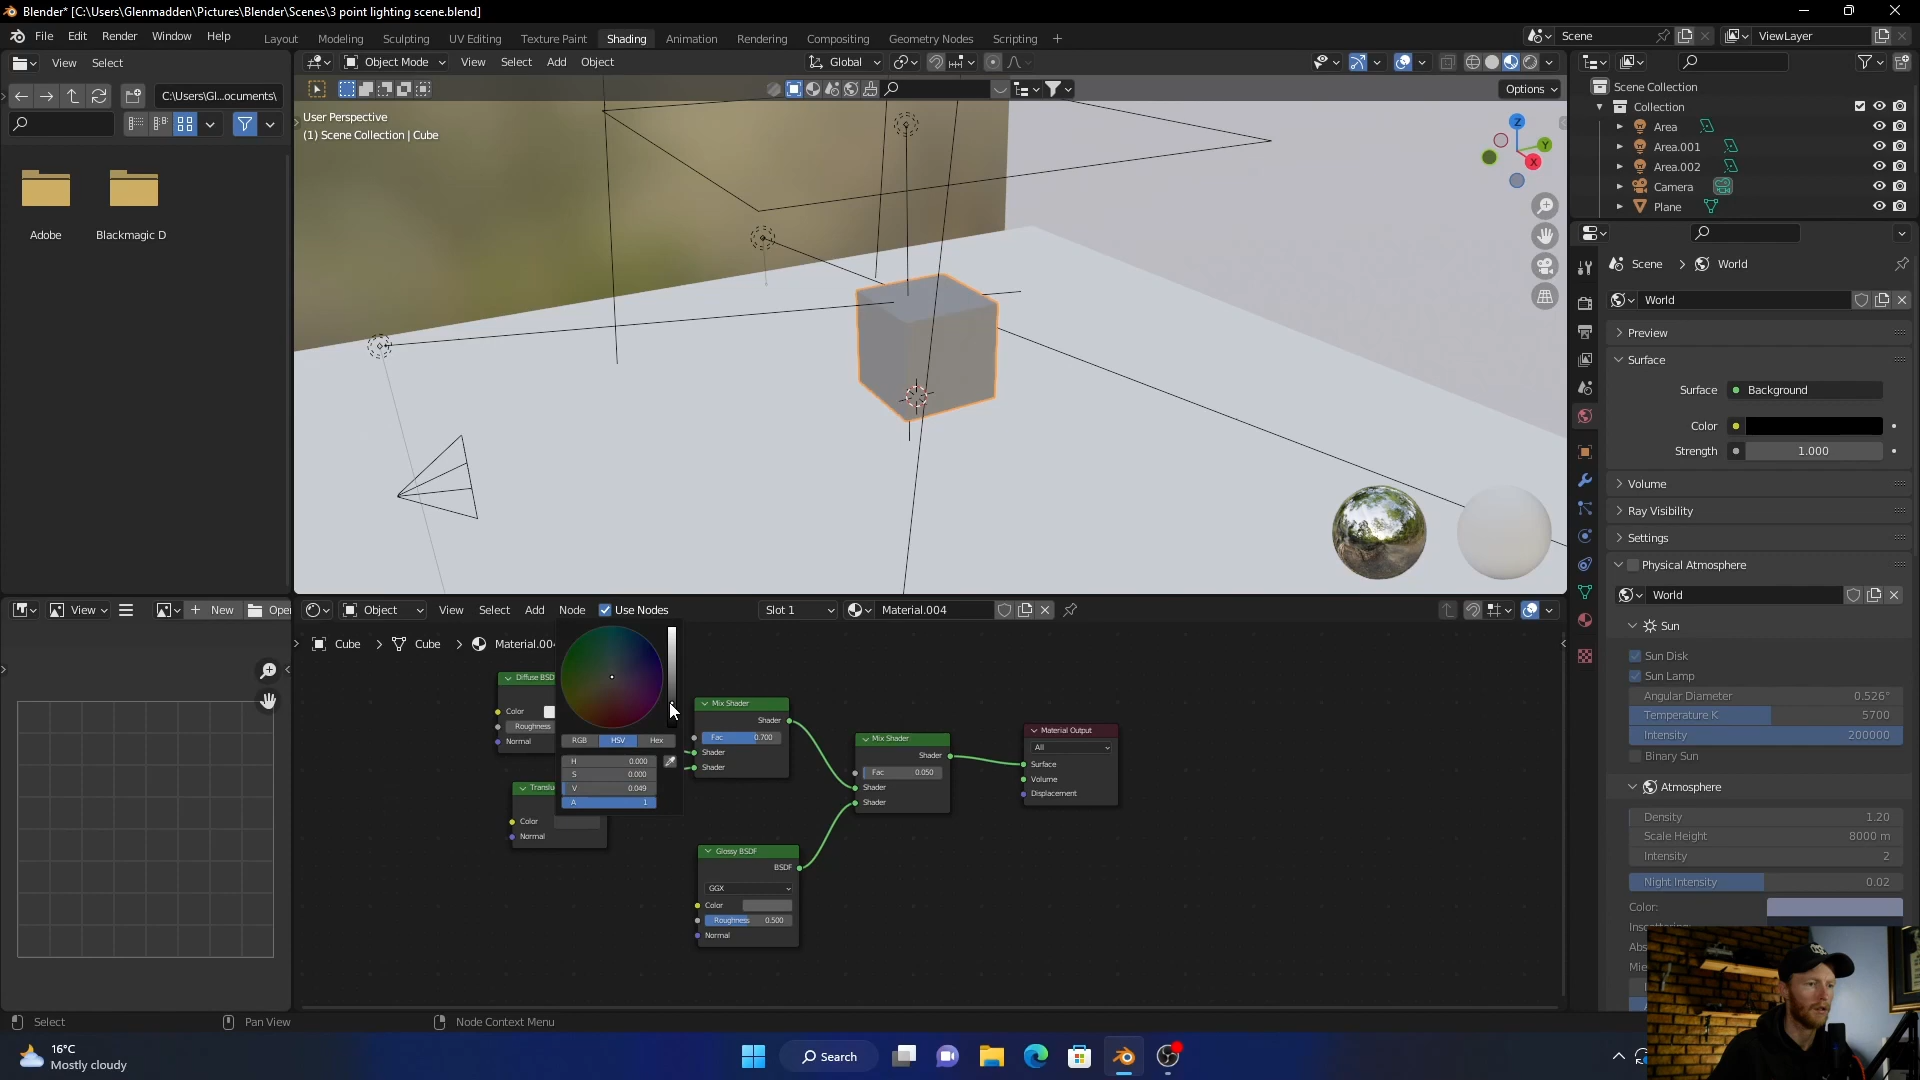 Blender* [C:\Users\Glenmadden\Pictures\Blender\Scenes\3 point lighting scene.blend]
File Edit Render Window Help Layout Modeling Sculpting UV Editing Texture Paint Shading Animation Rendering Compositing Geometry Nodes Scripting + Scene ViewLayer
View Select
Object Mode View Select Add Object Global
C:\Users\Gl...ocuments\
Options
User Perspective
(1) Scene Collection | Cube
Z
Y
X
Adobe
Blackmagic D
Scene Collection
Collection
Area
Area.001
Area.002
Camera
Plane
Scene > World
World
Preview
Surface
Surface Background
Color
Strength 1.000
Volume
Ray Visibility
Settings
Physical Atmosphere
World
Sun
Sun Disk
Sun Lamp
Angular Diameter 0.526°
Temperature K 5700
Intensity 200000
Binary Sun
Atmosphere
Density 1.20
Scale Height 8000 m
Intensity 2
Night Intensity 0.02
Color:
View New Open
Object View Select Add Node Use Nodes Slot 1 Material.004
Cube > Cube > Material.00
Diffuse BSD
Color
Roughness
Normal
RGB HSV Hex
H 0.000
S 0.000
V 0.049
A 1
Translu
Color
Normal
Mix Shader
Shader
Fac 0.700
Shader
Shader
Mix Shader
Shader
Fac 0.050
Shader
Shader
Material Output
All
Surface
Volume
Displacement
Glossy BSDF
BSDF
GGX
Color
Roughness 0.500
Normal
Select Pan View Node Context Menu
16°C
Mostly cloudy
Search